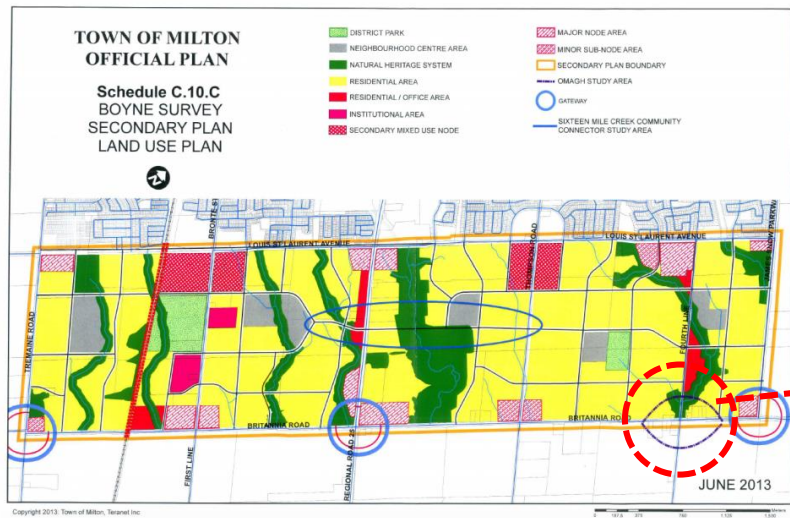 TOWN OF MILTON
OFFICIAL PLAN
Schedule C.10.C
BOYNE SURVEY
SECONDARY PLAN
LAND USE PLAN
DISTRICT PARK
NEIGHBOURHOOD CENTRE AREA
NATURAL HERITAGE SYSTEM
RESIDENTIAL AREA
RESIDENTIAL / OFFICE AREA
INSTITUTIONAL AREA
SECONDARY MIXED USE NODE
MAJOR NODE AREA
MINOR SUB-NODE AREA
SECONDARY PLAN BOUNDARY
OMAGH STUDY AREA
GATEWAY
SIXTEEN MILE CREEK COMMUNITY
CONNECTOR STUDY AREA
N
BRONTE ST
LOUIS ST LAURENT AVENUE
LOUIS ST LAURENT AVENUE
TREMAINE ROAD
FOURTH LINE
BRITANNIA ROAD
BRITANNIA ROAD
FIRST LINE
REGIONAL ROAD 25
JUNE 2013
Copyright 2013: Town of Milton, Teranet Inc